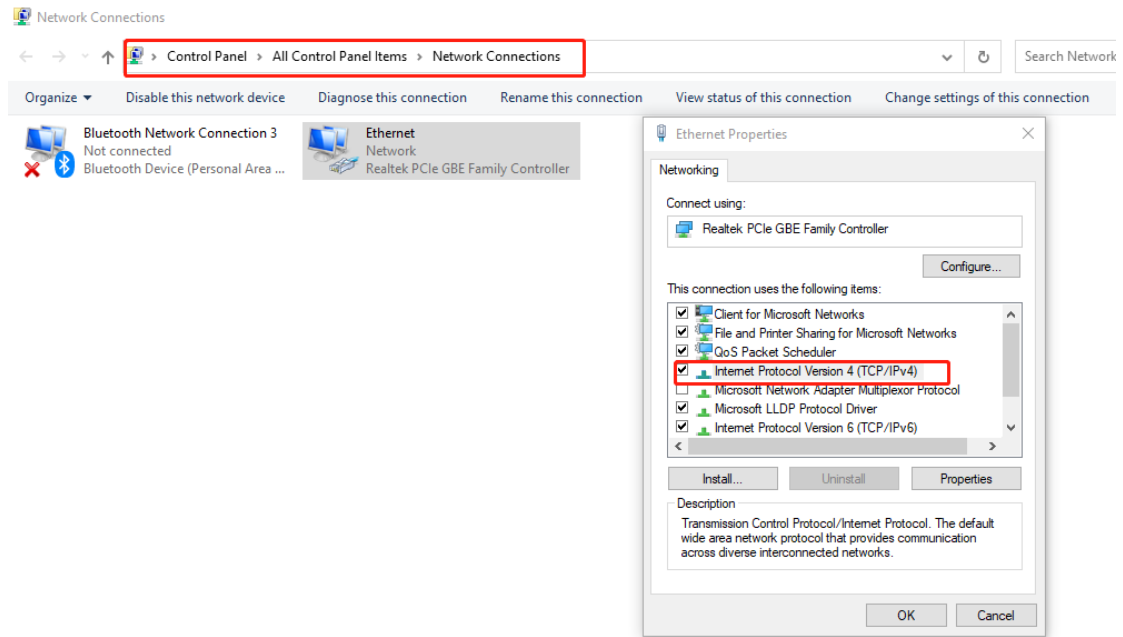 Network Connections
Control Panel > All Control Panel Items > Network Connections
Search Network
Organize
Disable this network device
Diagnose this connection
Rename this connection
View status of this connection
Change settings of this connection
Bluetooth Network Connection 3
Not connected
Bluetooth Device (Personal Area ...
Ethernet
Network
Realtek PCIe GBE Family Controller
Ethernet Properties
Networking
Connect using:
Realtek PCIe GBE Family Controller
Configure...
This connection uses the following items:
Client for Microsoft Networks
File and Printer Sharing for Microsoft Networks
QoS Packet Scheduler
Internet Protocol Version 4 (TCP/IPv4)
Microsoft Network Adapter Multiplexor Protocol
Microsoft LLDP Protocol Driver
Internet Protocol Version 6 (TCP/IPv6)
Install...
Uninstall
Properties
Description
Transmission Control Protocol/Internet Protocol. The default
wide area network protocol that provides communication
across diverse interconnected networks.
OK
Cancel